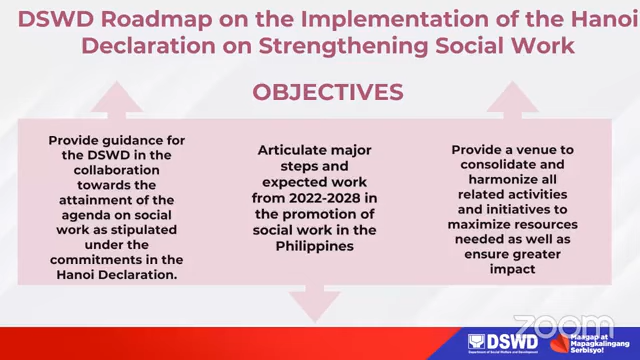 DSWD Roadmap on the Implementation of the Hanoi
Declaration on Strengthening Social Work
OBJECTIVES
Provide guidance for
the DSWD in the
collaboration
towards the
attainment of the
agenda on social
work as stipulated
under the
commitments in the
Hanoi Declaration.
Articulate major
steps and
expected work
from 2022-2028 in
the promotion of
social work in the
Philippines
Provide a venue to
consolidate and
harmonize all
related activities
and initiatives to
maximize resources
needed as well as
ensure greater
impact
zoom
DSWD
Department of Social Welfare and Development
Maagap at
Mapagkalingang
Serbisyo!